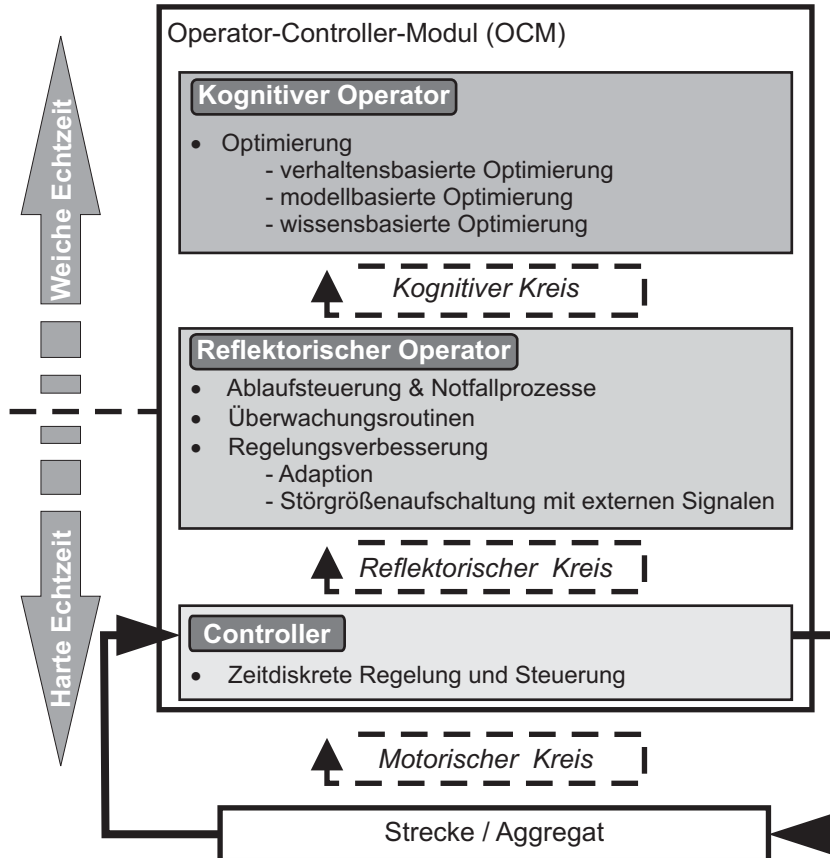 Operator-Controller-Modul (OCM)
Kognitiver Operator
• Optimierung
- verhaltensbasierte Optimierung
- modellbasierte Optimierung
- wissensbasierte Optimierung
Weiche Echtzeit
Kognitiver Kreis
Reflektorischer Operator
• Ablaufsteuerung & Notfallprozesse
• Überwachungsroutinen
• Regelungsverbesserung
- Adaption
- Störgrößenaufschaltung mit externen Signalen
Reflektorischer Kreis
Harte Echtzeit
Controller
• Zeitdiskrete Regelung und Steuerung
Motorischer Kreis
Strecke / Aggregat